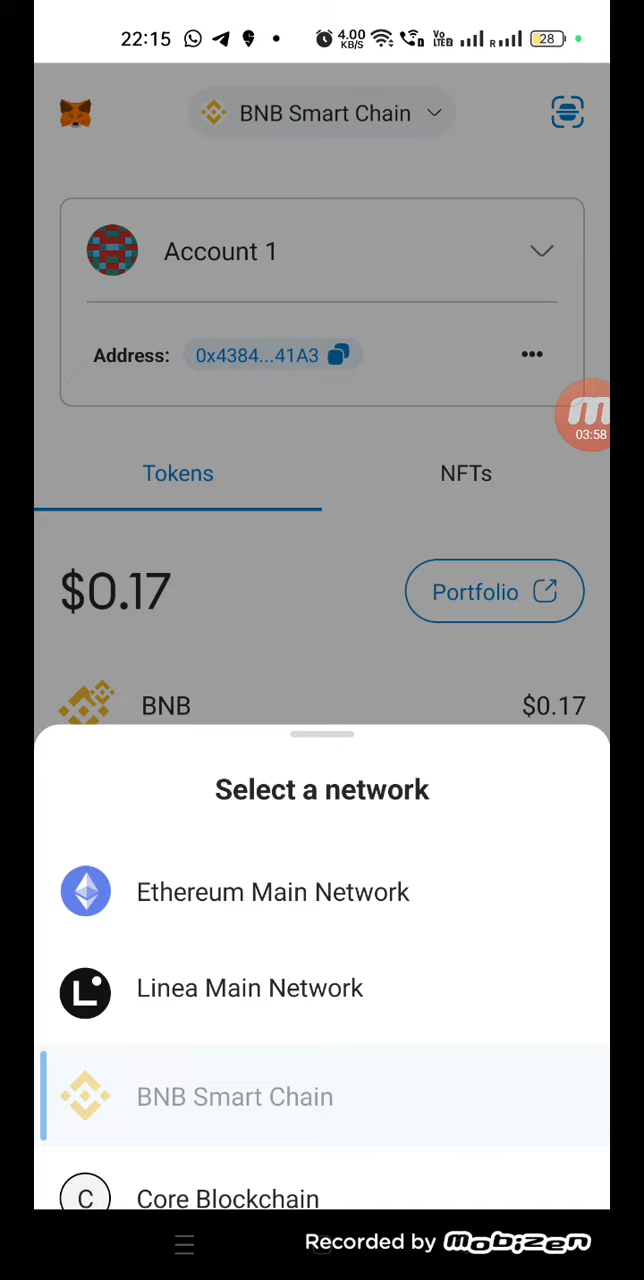 22:15 4.00 KB/S Vo LTE2 R 28
BNB Smart Chain
Account 1
Address: 0x4384...41A3 •••
03:58
Tokens NFTs
$0.17 Portfolio
BNB $0.17
Select a network
Ethereum Main Network
L Linea Main Network
BNB Smart Chain
C Core Blockchain
Recorded by mobizen